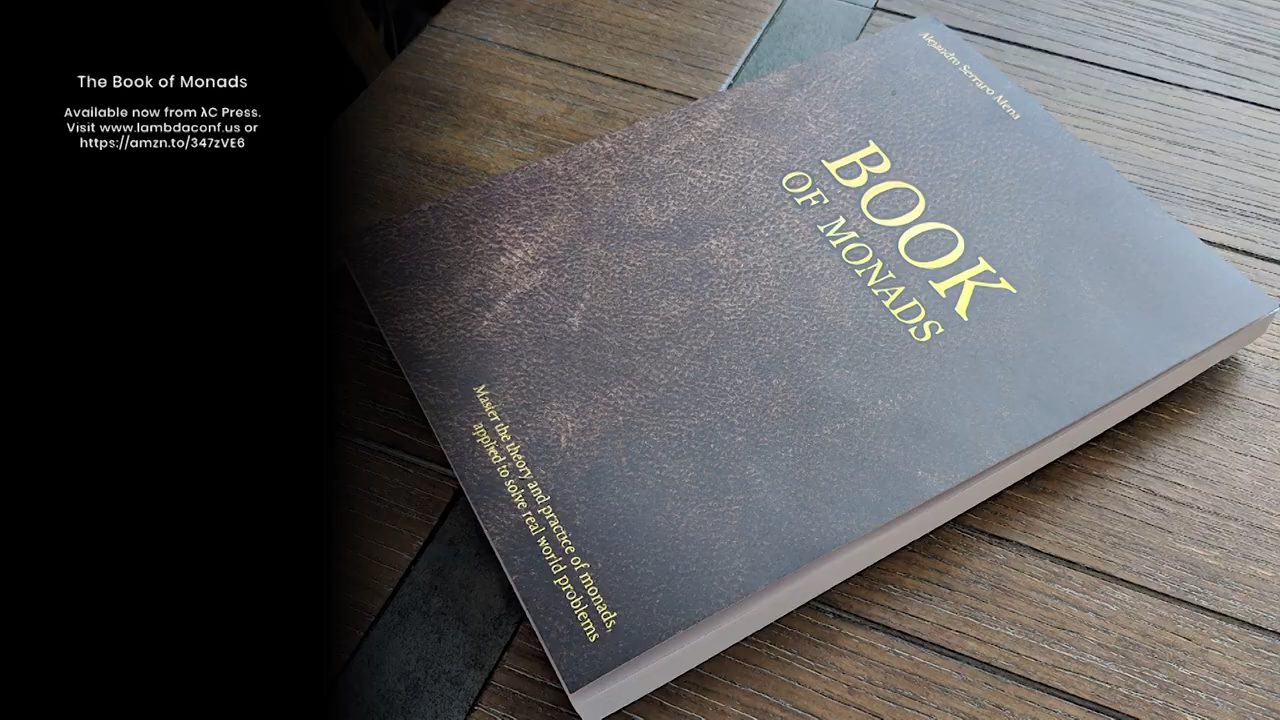 The Book of Monads
Available now from λC Press.
Visit www.lambdaconf.us or
https://amzn.to/347zVE6
Alejandro Serrano Mena
BOOK
OF MONADS
Master the theory and practice of monads,
applied to solve real world problems